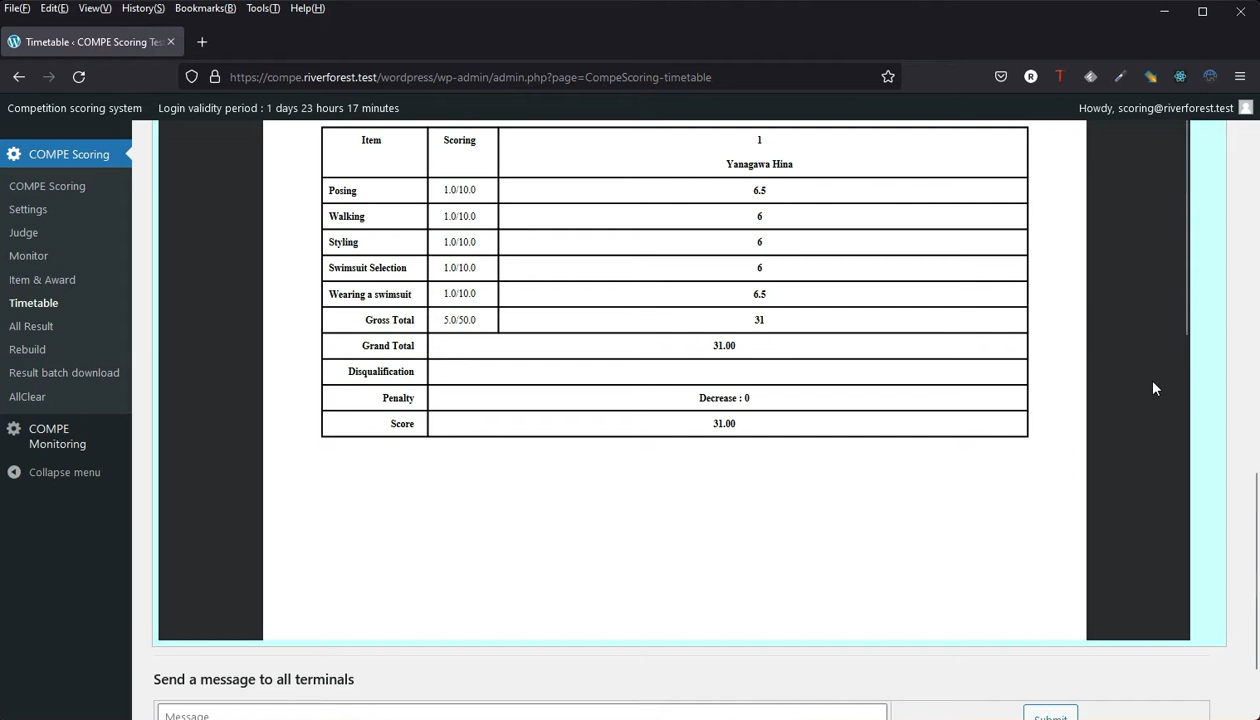 File(F) Edit(E) View(V) History(S) Bookmarks(B) Tools(T) Help(H)
Timetable ‹ COMPE Scoring Tes
https://compe.riverforest.test/wordpress/wp-admin/admin.php?page=CompeScoring-timetable
Competition scoring system Login validity period : 1 days 23 hours 17 minutes Howdy, scoring@riverforest.test
COMPE Scoring
COMPE Scoring
Settings
Judge
Monitor
Item & Award
Timetable
All Result
Rebuild
Result batch download
AllClear
COMPE
Monitoring
Collapse menu
Item Scoring 1
Yanagawa Hina
Posing 1.0/10.0 6.5
Walking 1.0/10.0 6
Styling 1.0/10.0 6
Swimsuit Selection 1.0/10.0 6
Wearing a swimsuit 1.0/10.0 6.5
Gross Total 5.0/50.0 31
Grand Total 31.00
Disqualification
Penalty Decrease : 0
Score 31.00
Send a message to all terminals
Message Submit